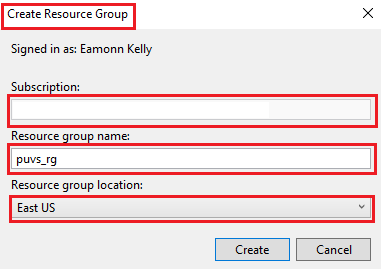 Create Resource Group
Signed in as: Eamonn Kelly
Subscription:
Resource group name:
puvs_rg
Resource group location:
East US
Create Cancel